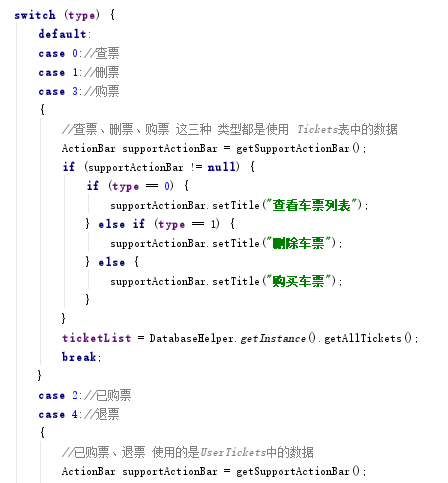 switch (type) {
default:
case 0://查票
case 1://删票
case 3://购票
{
//查票、删票、购票 这三种 类型都是使用 Tickets表中的数据
ActionBar supportActionBar = getSupportActionBar();
if (supportActionBar != null) {
if (type == 0) {
supportActionBar.setTitle("查看车票列表");
} else if (type == 1) {
supportActionBar.setTitle("删除车票");
} else {
supportActionBar.setTitle("购买车票");
}
}
ticketList = DatabaseHelper.getInstance().getAllTickets();
break;
}
case 2://已购票
case 4://退票
{
//已购票、退票 使用的是UserTickets中的数据
ActionBar supportActionBar = getSupportActionBar();